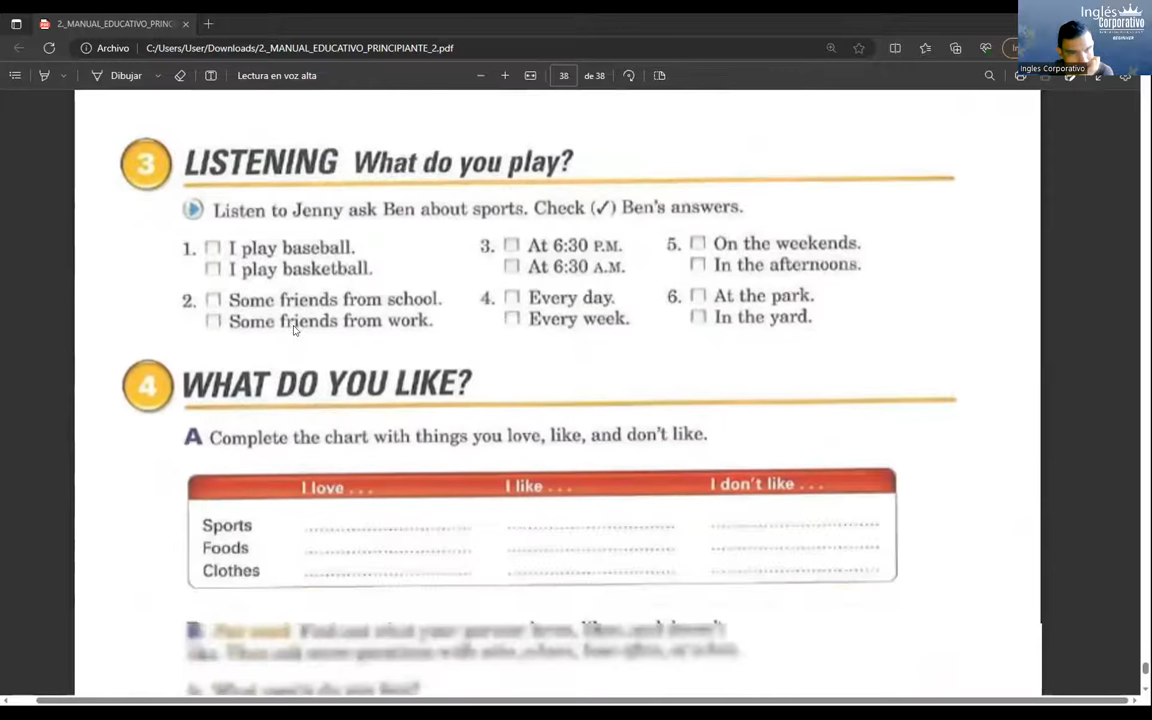 2._MANUAL_EDUCATIVO_PRINC
Inglés
Corporativo
BEGINNER
Archivo
C:/Users/User/Downloads/2._MANUAL_EDUCATIVO_PRINCIPIANTE_2.pdf
Ingles Corporativo
Dibujar
Lectura en voz alta
38
de 38
3 LISTENING What do you play?
Listen to Jenny ask Ben about sports. Check (✓) Ben's answers.
1. I play baseball.
I play basketball.
2. Some friends from school.
Some friends from work.
3. At 6:30 P.M.
At 6:30 A.M.
4. Every day.
Every week.
5. On the weekends.
In the afternoons.
6. At the park.
In the yard.
4 WHAT DO YOU LIKE?
A Complete the chart with things you love, like, and don't like.
I love . . . I like . . . I don't like . . .
Sports
Foods
Clothes